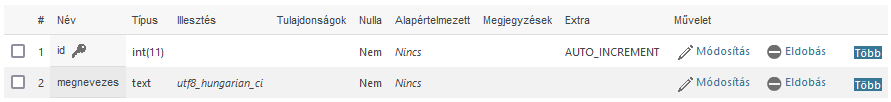 # Név Típus Illesztés Tulajdonságok Nulla Alapértelmezett Megjegyzések Extra Művelet
1 id int(11) Nem Nincs AUTO_INCREMENT Módosítás Eldobás Több
2 megnevezes text utf8_hungarian_ci Nem Nincs Módosítás Eldobás Több